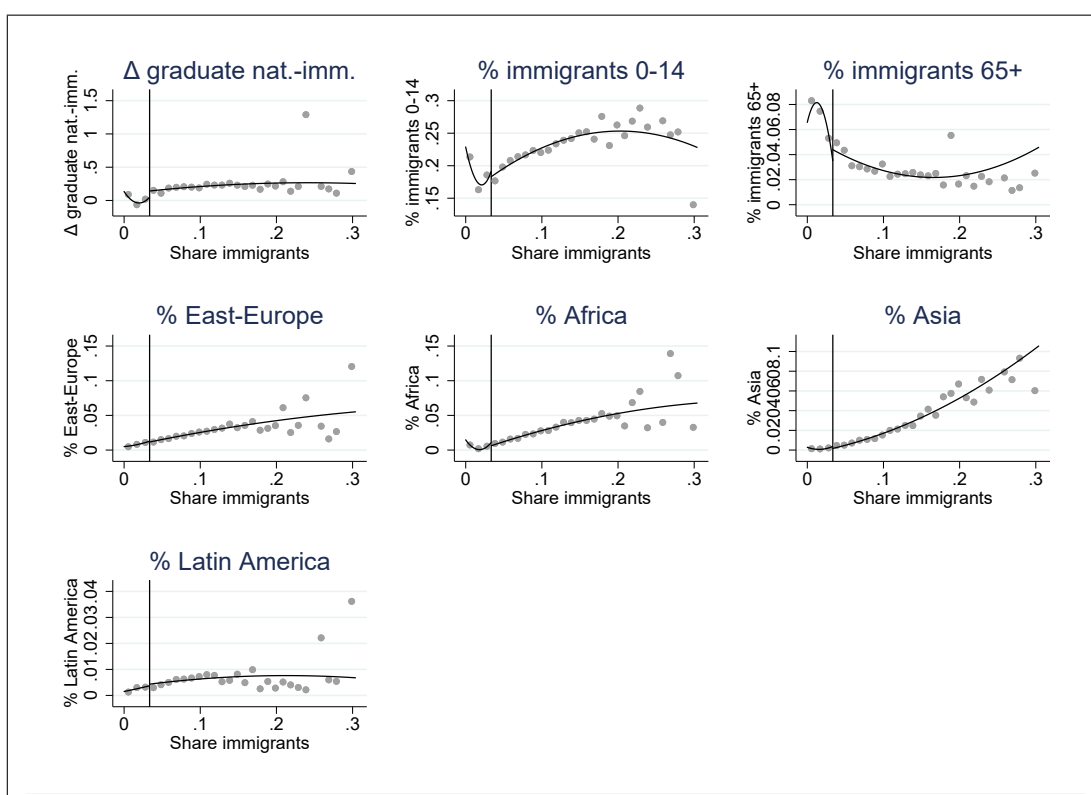 Δ graduate nat.-imm.
Δ graduate nat.-imm.
0 .5 1 1.5
0 .1 .2 .3
Share immigrants
% immigrants 0-14
% immigrants 0-14
.15 .2 .25 .3
0 .1 .2 .3
Share immigrants
% immigrants 65+
% immigrants 65+
0 .02.04.06.08
0 .1 .2 .3
Share immigrants
% East-Europe
% East-Europe
0 .05 .1 .15
0 .1 .2 .3
Share immigrants
% Africa
% Africa
0 .05 .1 .15
0 .1 .2 .3
Share immigrants
% Asia
% Asia
0 .02.04.06.08.1
0 .1 .2 .3
Share immigrants
% Latin America
% Latin America
0 .01.02.03.04
0 .1 .2 .3
Share immigrants